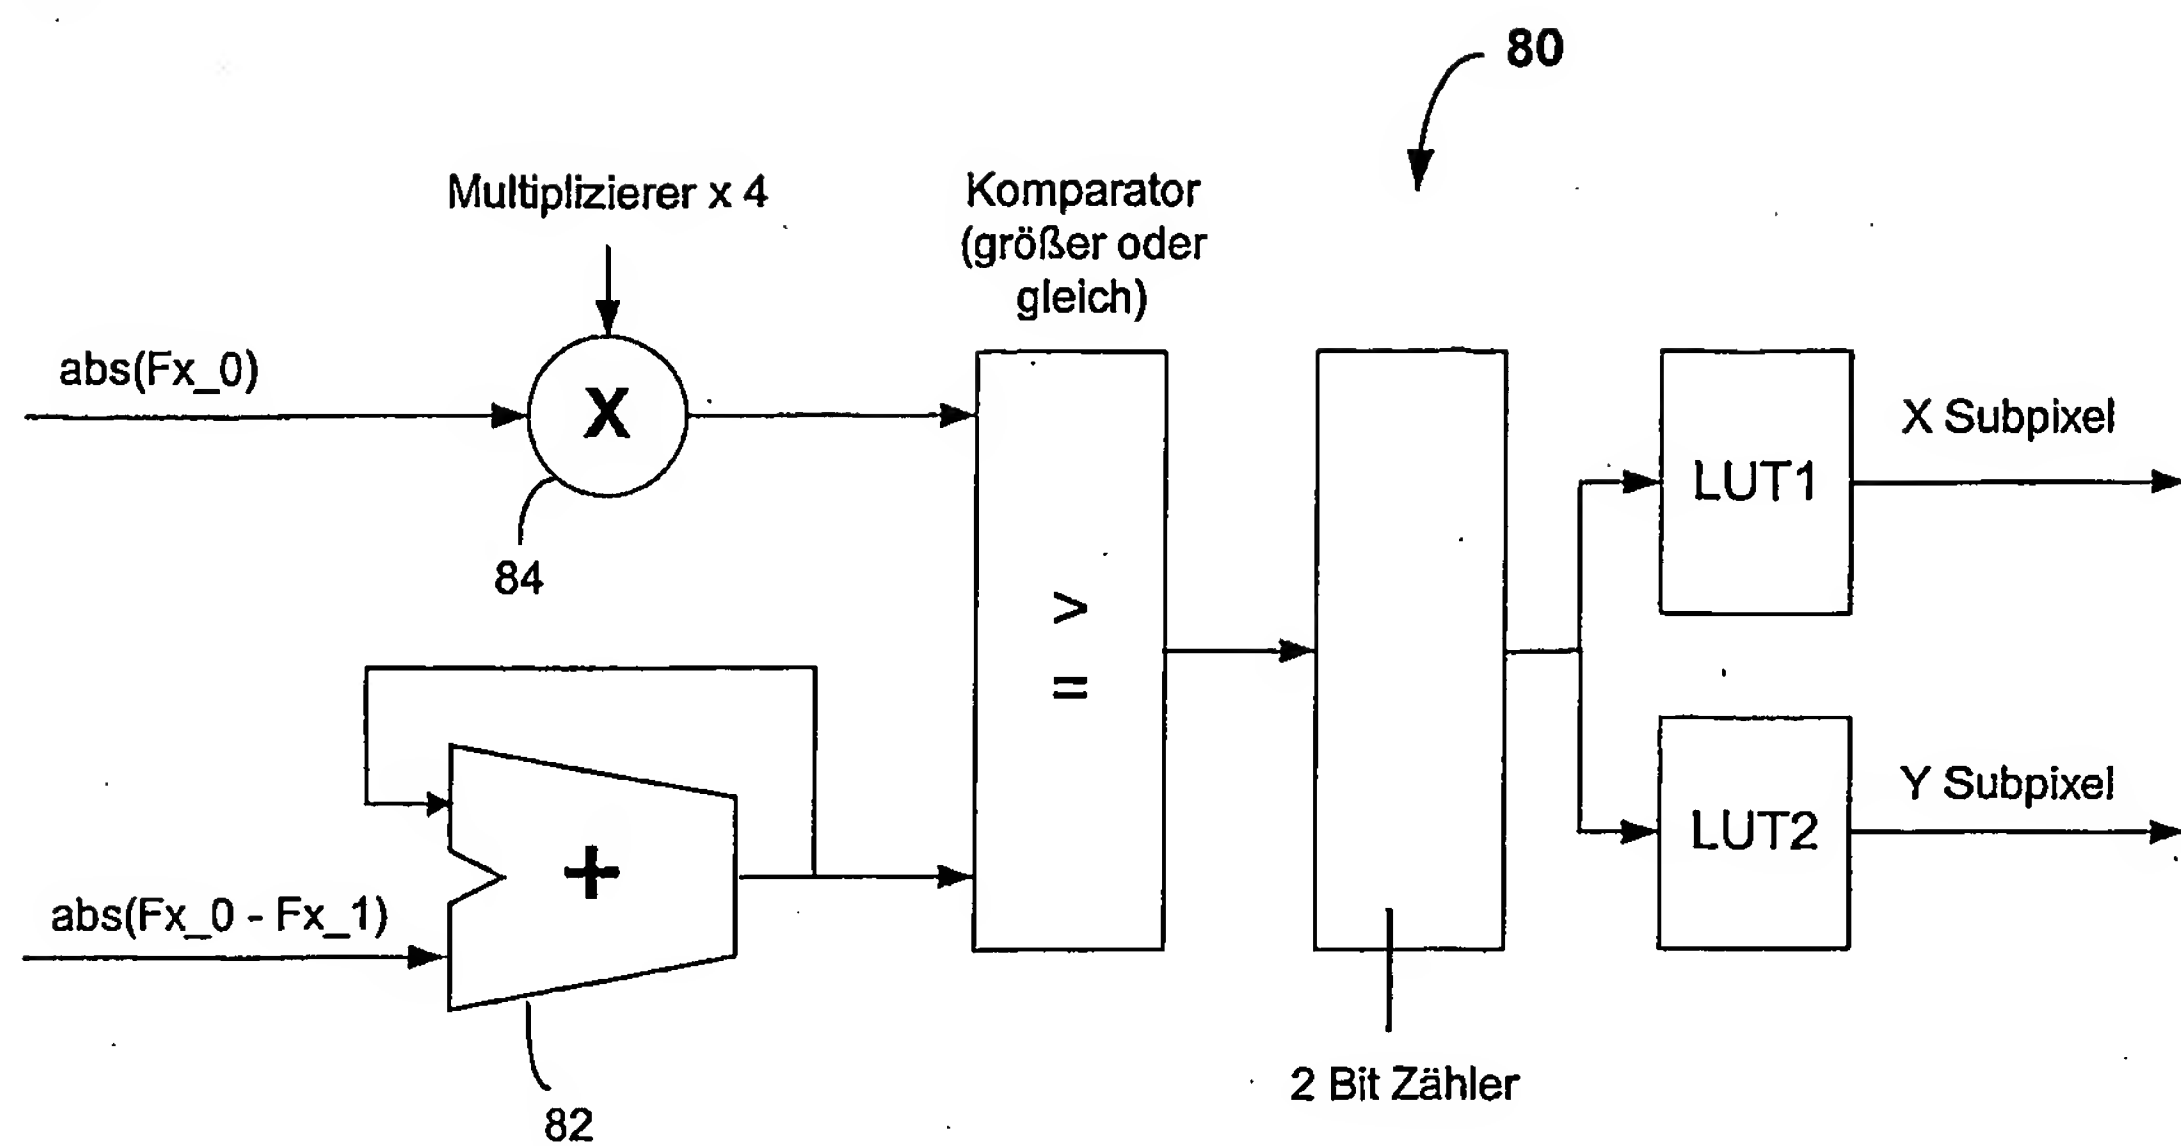 80
Multiplizierer x 4
Komparator
(größer oder
gleich)
abs(Fx_0)
X
84
>
=
LUT1
X Subpixel
+
abs(Fx_0 - Fx_1)
82
LUT2
Y Subpixel
2 Bit Zähler